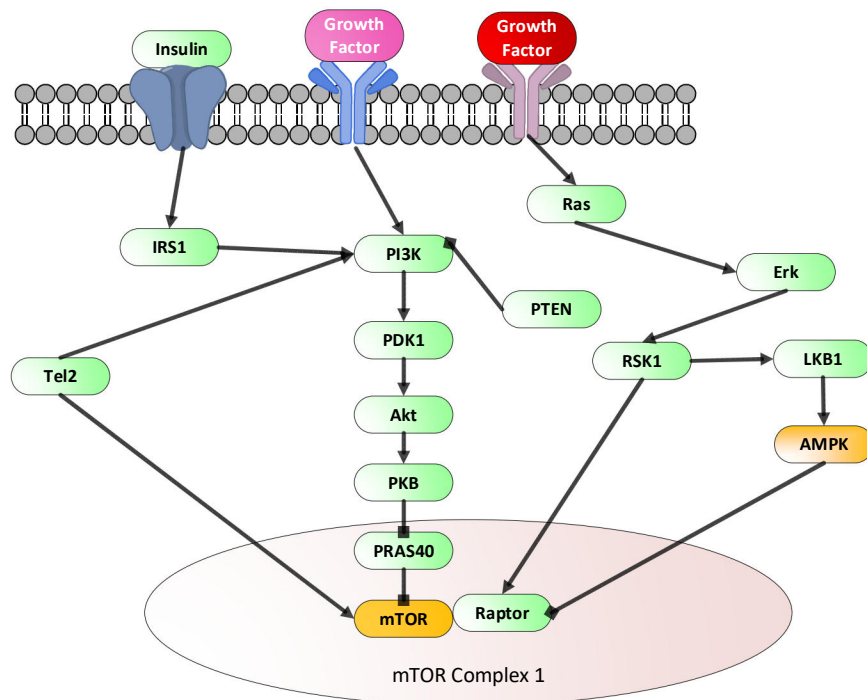 Insulin
Growth
Factor
Growth
Factor
Ras
IRS1
PI3K
Erk
PTEN
PDK1
RSK1
LKB1
Tel2
Akt
AMPK
PKB
PRAS40
mTOR
Raptor
mTOR Complex 1